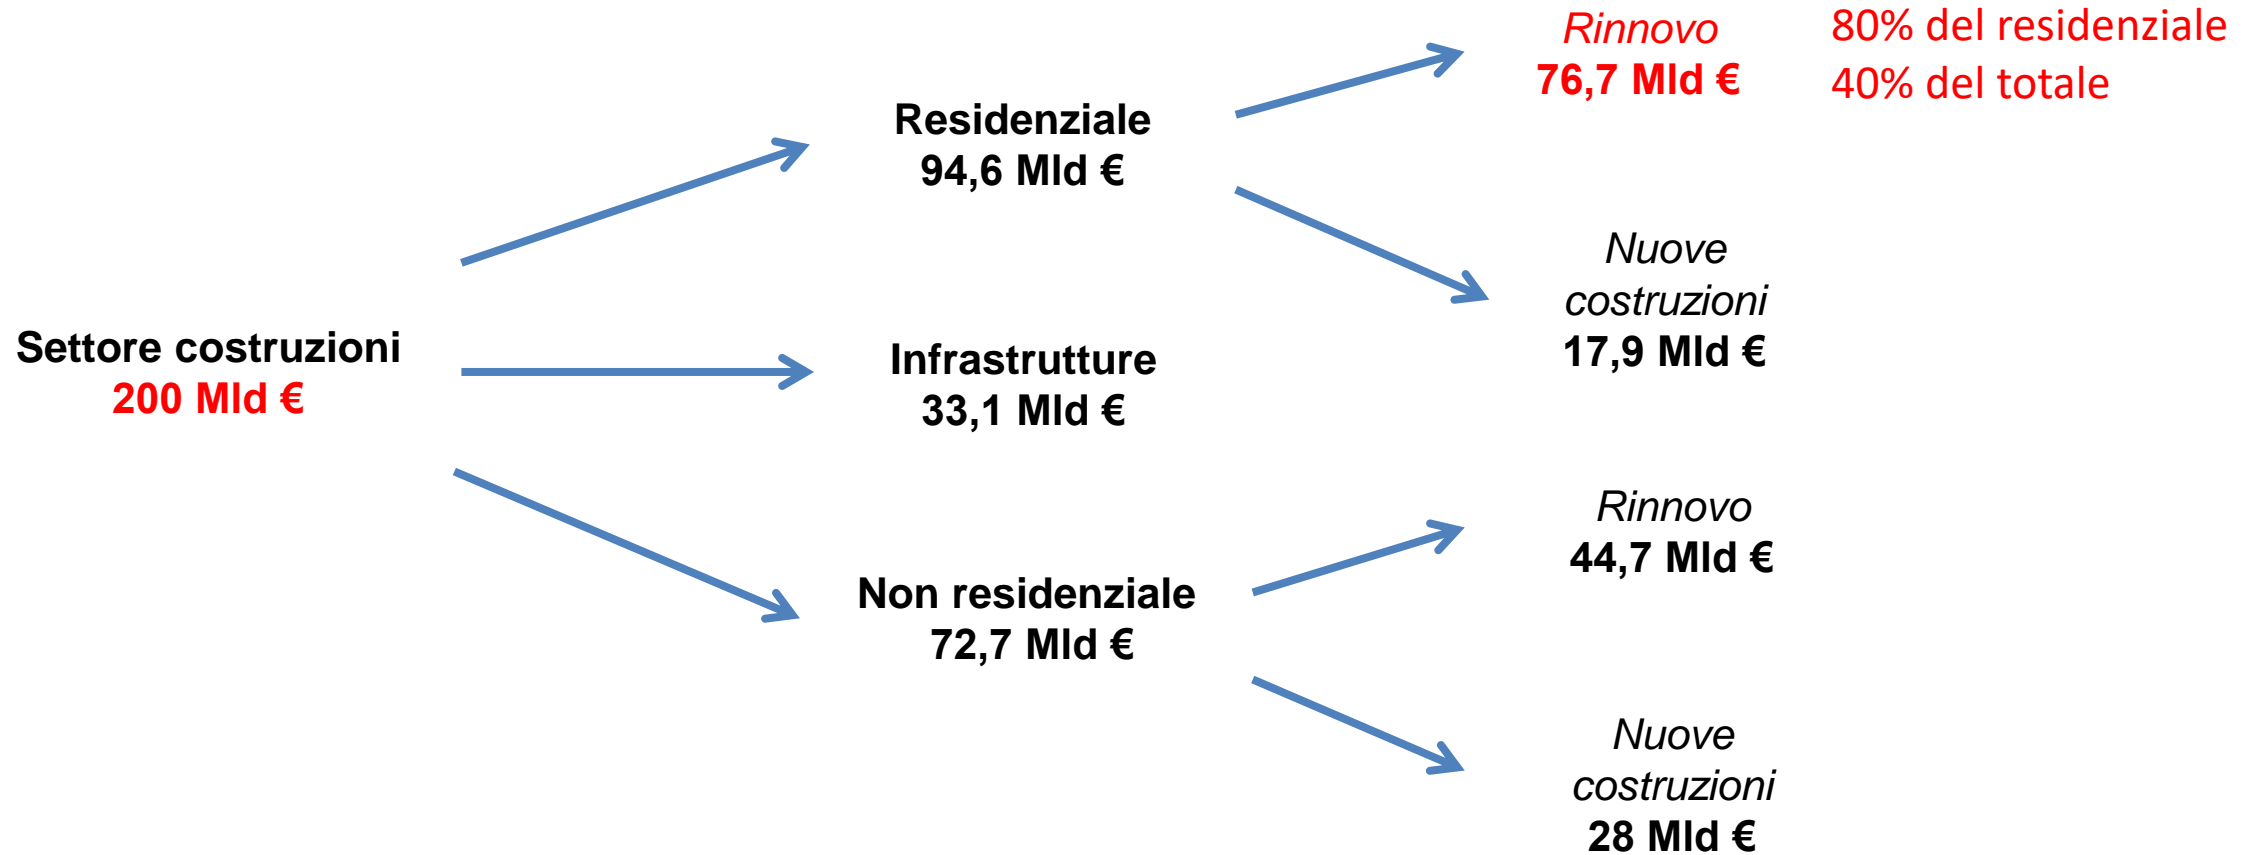 Settore costruzioni
200 Mld €
Residenziale
94,6 Mld €
Infrastrutture
33,1 Mld €
Non residenziale
72,7 Mld €
Rinnovo
76,7 Mld €
80% del residenziale
40% del totale
Nuove
costruzioni
17,9 Mld €
Rinnovo
44,7 Mld €
Nuove
costruzioni
28 Mld €